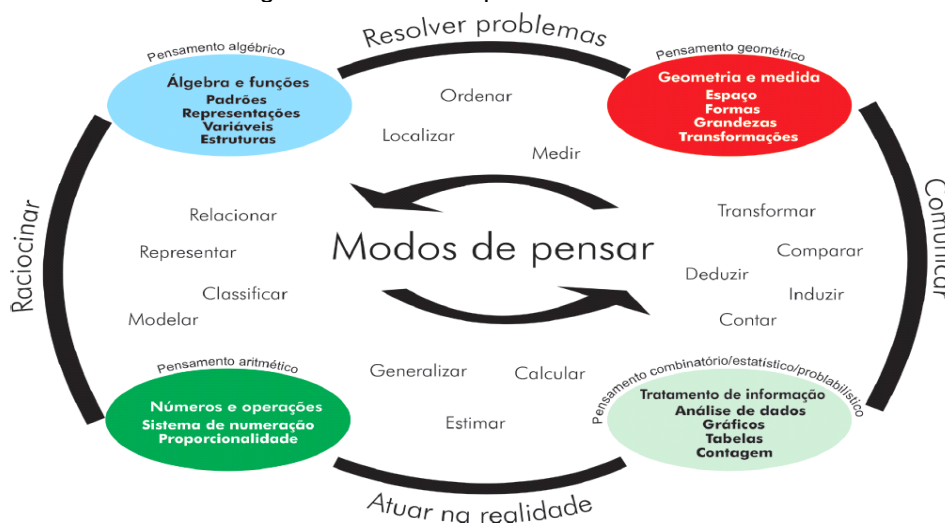 Resolver problemas
Pensamento algébrico
Álgebra e funções
Padrões
Representações
Variáveis
Estruturas
Pensamento geométrico
Geometria e medida
Espaço
Formas
Grandezas
Transformações
Ordenar
Localizar
Medir
Raciocinar
Comunicar
Relacionar
Representar
Classificar
Modelar
Modos de pensar
Transformar
Comparar
Deduzir
Induzir
Contar
Pensamento aritmético
Números e operações
Sistema de numeração
Proporcionalidade
Generalizar
Calcular
Estimar
Pensamento combinatório/estatístico/problabilístico
Tratamento de informação
Análise de dados
Gráficos
Tabelas
Contagem
Atuar na realidade